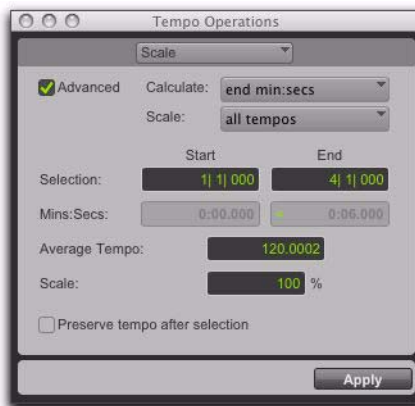 Tempo Operations
Scale
Advanced Calculate: end min:secs
Scale: all tempos
Start End
Selection: 1| 1| 000 4| 1| 000
Mins:Secs: 0:00.000 0:06.000
Average Tempo: 120.0002
Scale: 100 %
Preserve tempo after selection
Apply